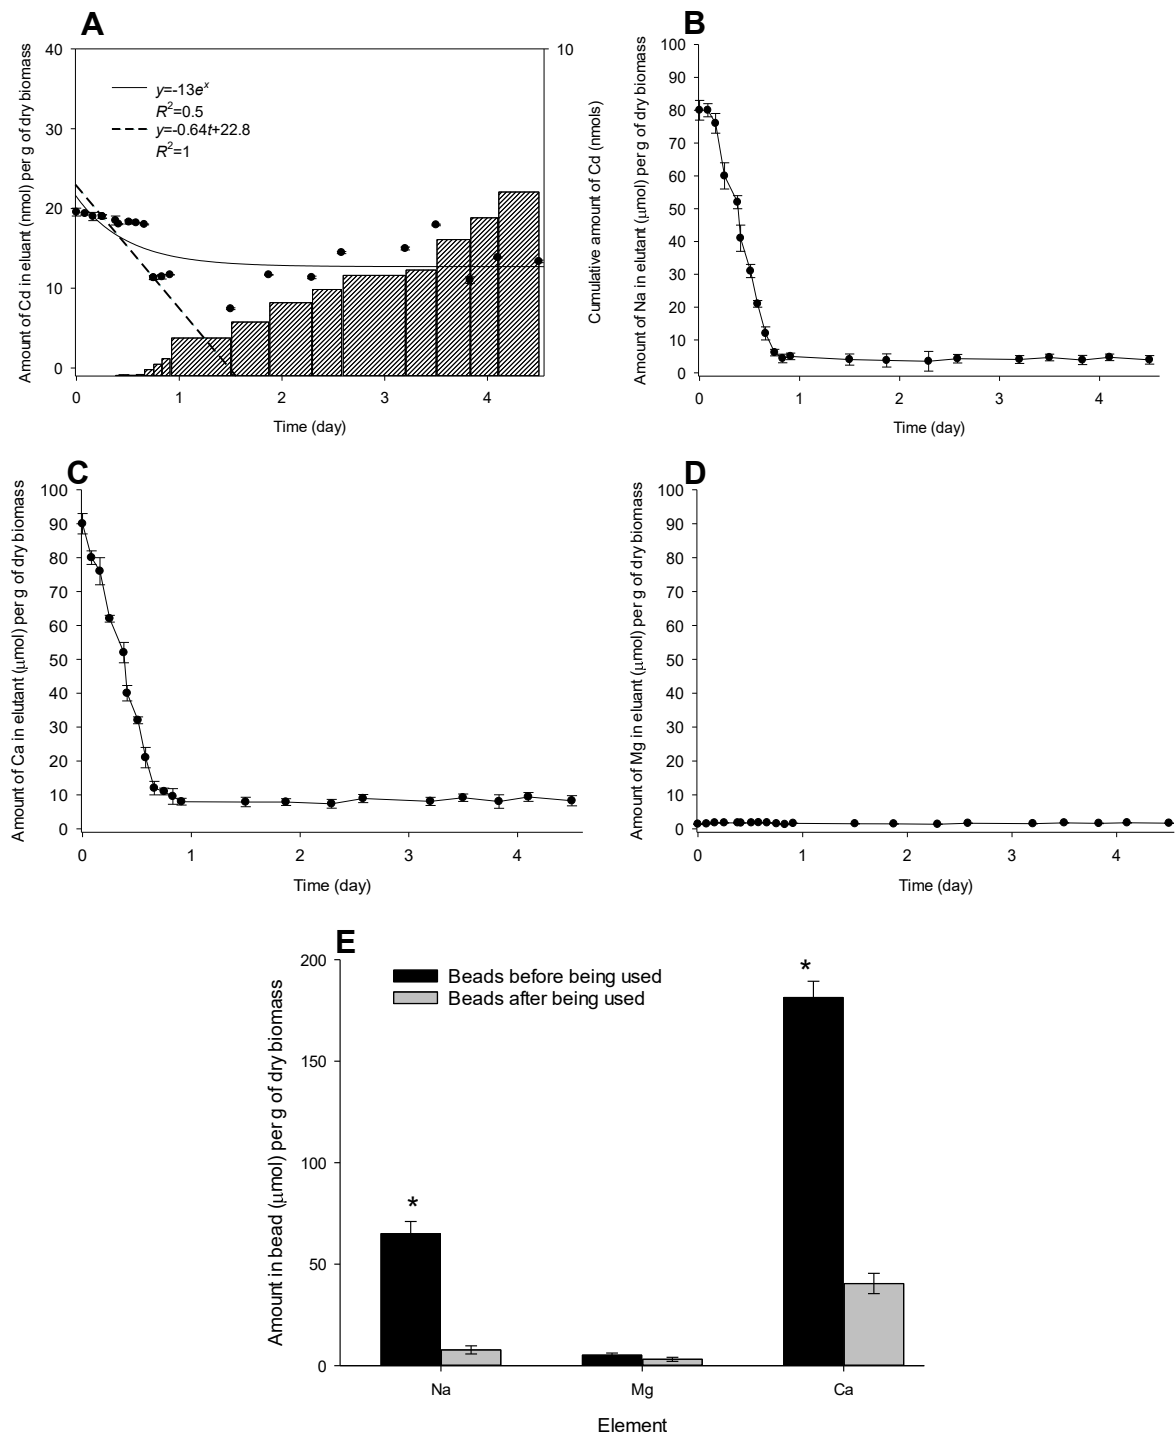 A
40
30
20
10
0
Amount of Cd in eluant (nmol) per g of dry biomass
y=-13eˣ
R²=0.5
y=-0.64t+22.8
R²=1
10
Cumulative amount of Cd (nmols)
0 1 2 3 4
Time (day)
B
100
90
80
70
60
50
40
30
20
10
0
Amount of Na in elutant (μmol) per g of dry biomass
0 1 2 3 4
Time (day)
C
100
90
80
70
60
50
40
30
20
10
0
Amount of Ca in elutant (μmol) per g of dry biomass
0 1 2 3 4
Time (day)
D
100
90
80
70
60
50
40
30
20
10
0
Amount of Mg in eluant (μmol) per g of dry biomass
0 1 2 3 4
Time (day)
E
200
150
100
50
0
Amount in bead (μmol) per g of dry biomass
Beads before being used
Beads after being used
*
*
Na Mg Ca
Element